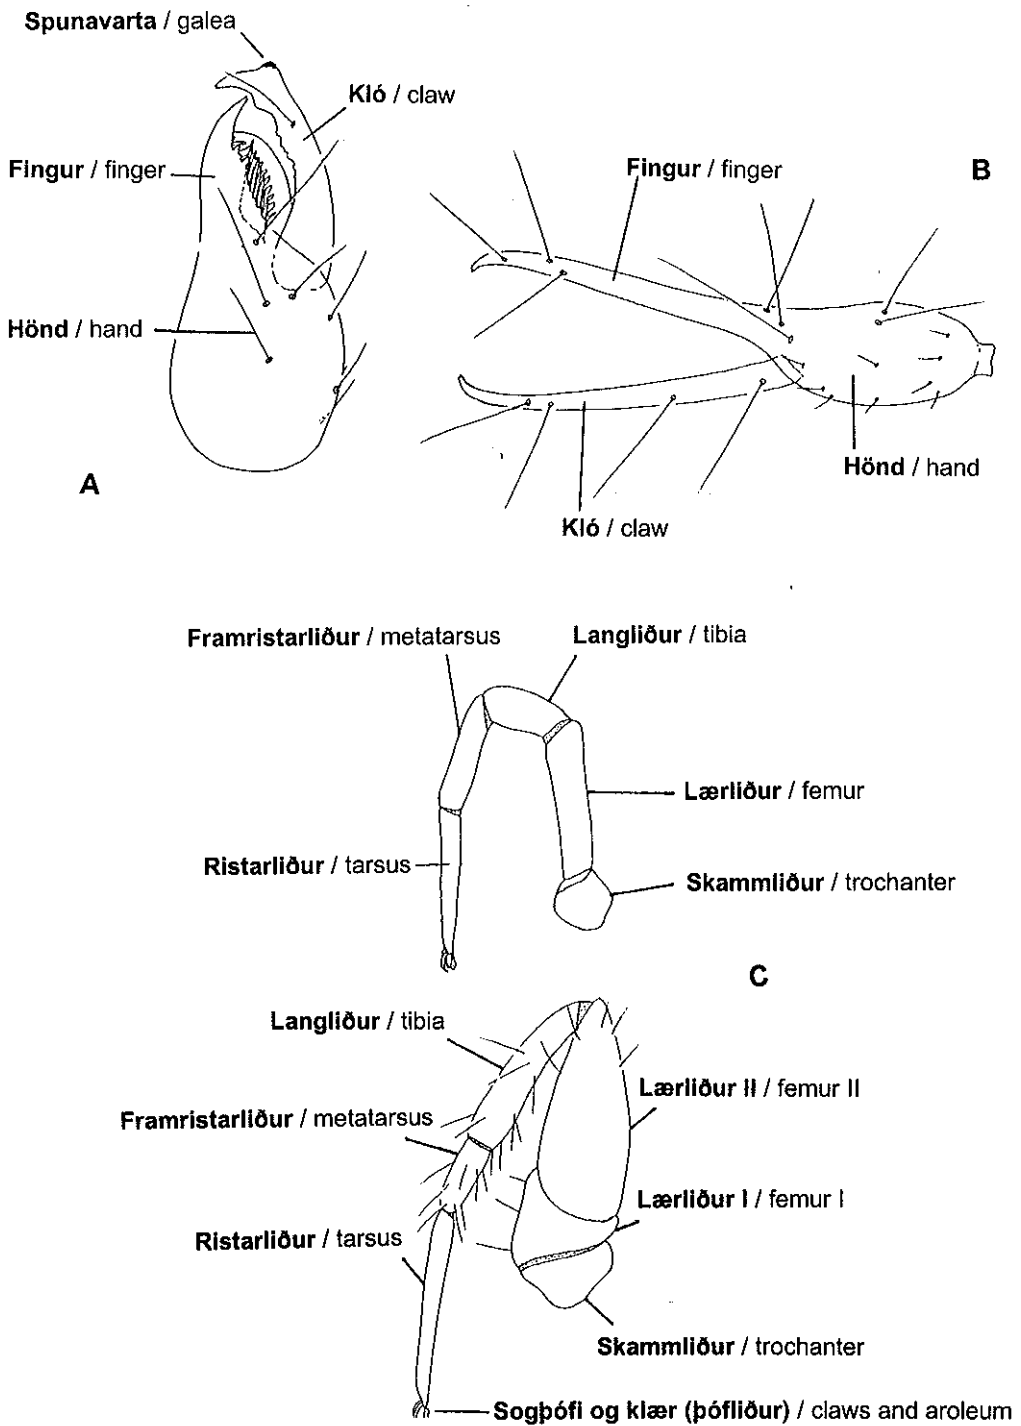 Spunavarta / galea
Kló / claw
Fingur / finger
Hönd / hand
A
Fingur / finger
B
Hönd / hand
Kló / claw
Framristarliður / metatarsus
Langliður / tibia
Lærliður / femur
Ristarliður / tarsus
Skammliður / trochanter
C
Langliður / tibia
Lærliður II / femur II
Framristarliður / metatarsus
Lærliður I / femur I
Ristarliður / tarsus
Skammliður / trochanter
Sogþófi og klær (þófliður) / claws and aroleum